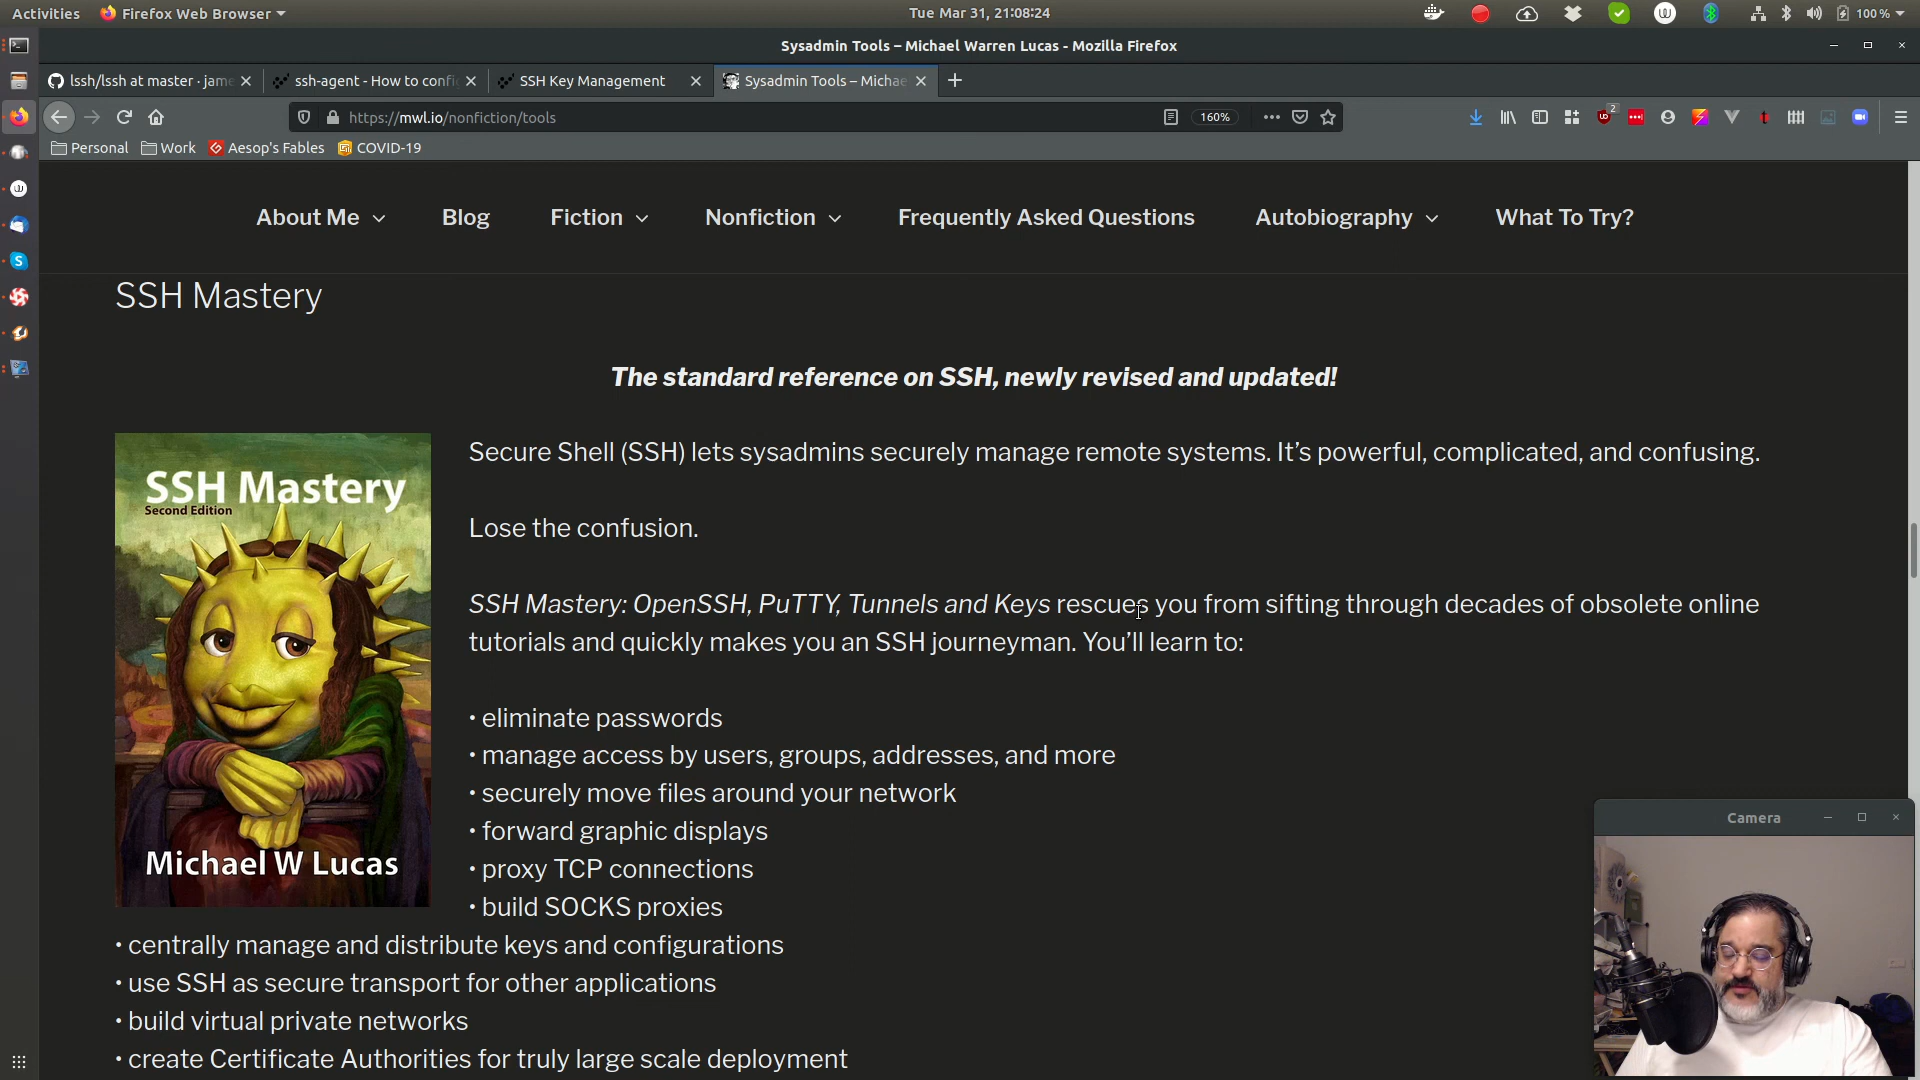 Activities Firefox Web Browser Tue Mar 31, 21:08:24 100 %
Sysadmin Tools – Michael Warren Lucas - Mozilla Firefox
lssh/lssh at master · jame ssh-agent - How to config SSH Key Management Sysadmin Tools – Michae
https://mwl.io/nonfiction/tools 160% 2
Personal Work Aesop's Fables COVID-19
About Me Blog Fiction Nonfiction Frequently Asked Questions Autobiography What To Try?
SSH Mastery
The standard reference on SSH, newly revised and updated!
SSH Mastery
Second Edition
Michael W Lucas
Secure Shell (SSH) lets sysadmins securely manage remote systems. It’s powerful, complicated, and confusing.
Lose the confusion.
SSH Mastery: OpenSSH, PuTTY, Tunnels and Keys rescues you from sifting through decades of obsolete online
tutorials and quickly makes you an SSH journeyman. You’ll learn to:
• eliminate passwords
• manage access by users, groups, addresses, and more
• securely move files around your network
• forward graphic displays
• proxy TCP connections
• build SOCKS proxies
• centrally manage and distribute keys and configurations
• use SSH as secure transport for other applications
• build virtual private networks
• create Certificate Authorities for truly large scale deployment
Camera